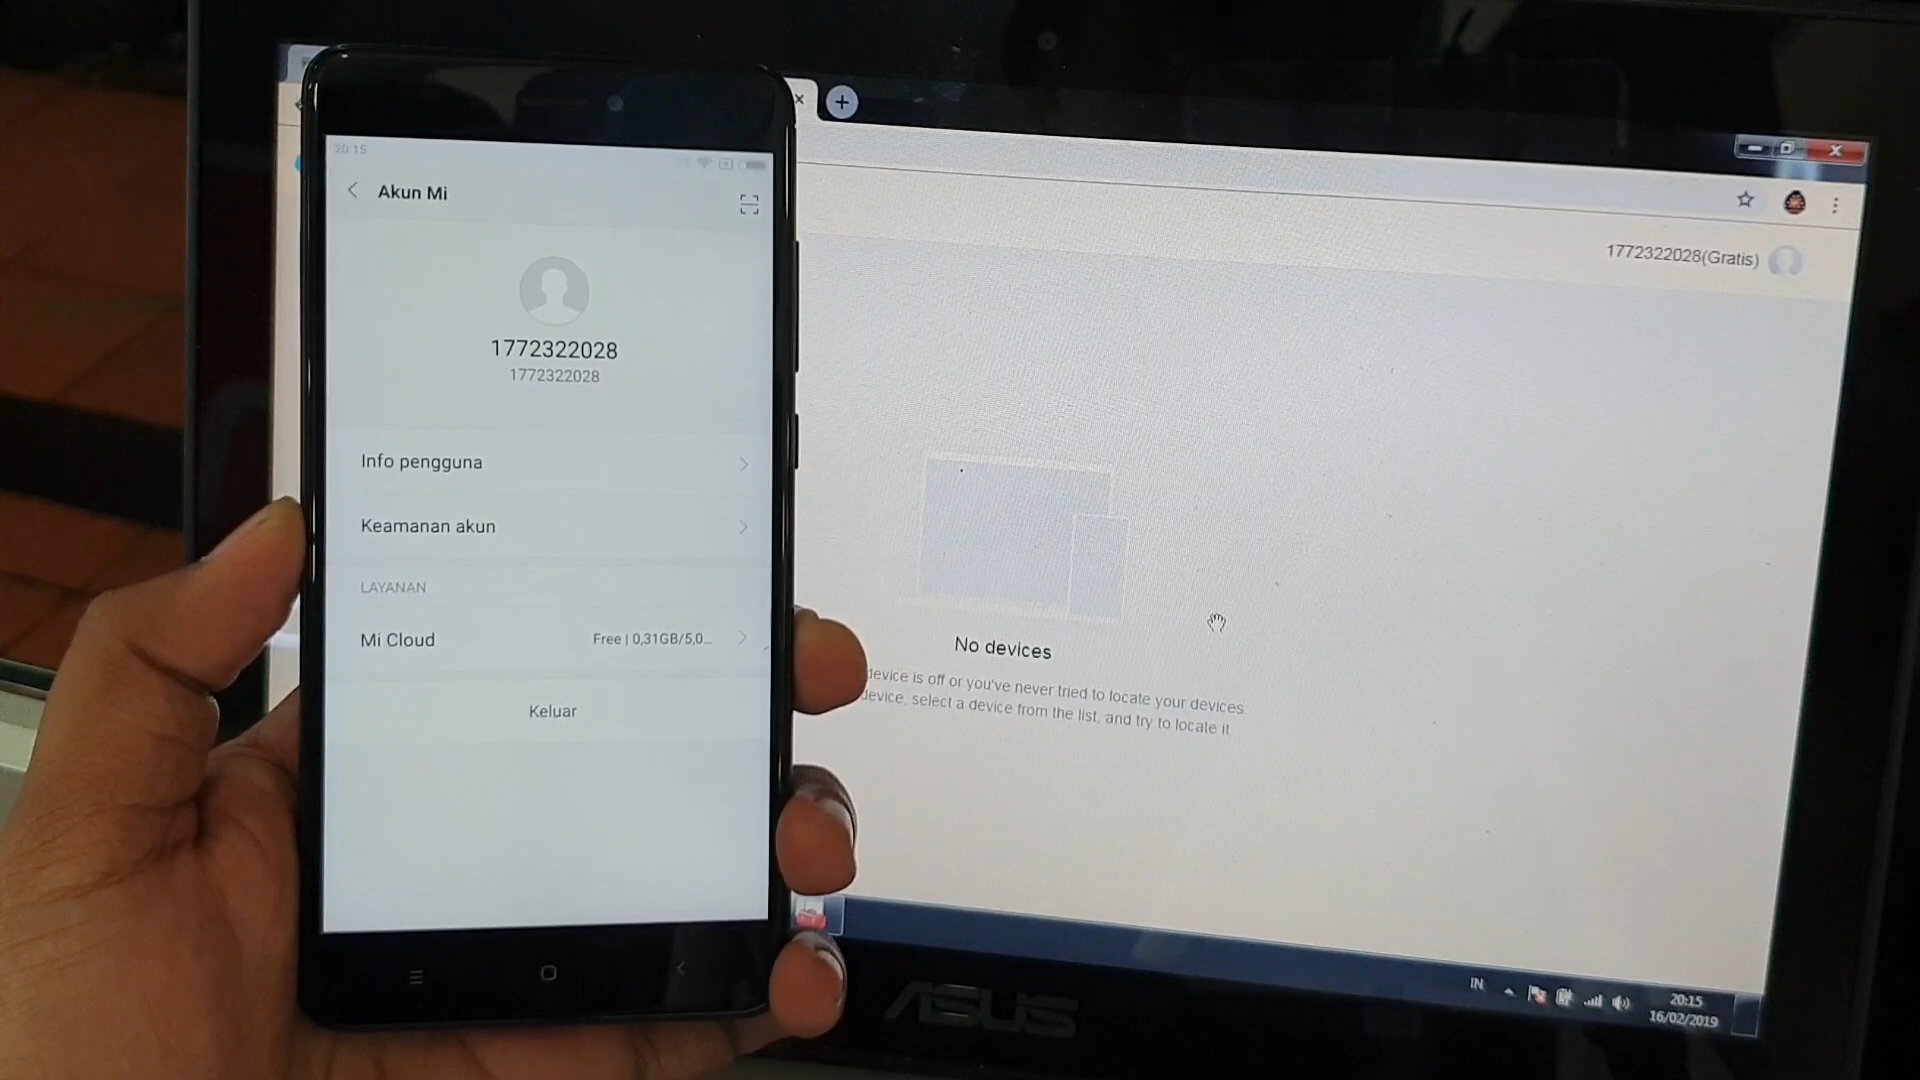 20:15
Akun Mi
1772322028
1772322028
Info pengguna
Keamanan akun
LAYANAN
Mi Cloud
Free | 0,31GB/5,0...
Keluar
1772322028(Gratis)
No devices
device is off or you've never tried to locate your devices.
device, select a device from the list, and try to locate it.
IN
20:15
16/02/2019
ASUS